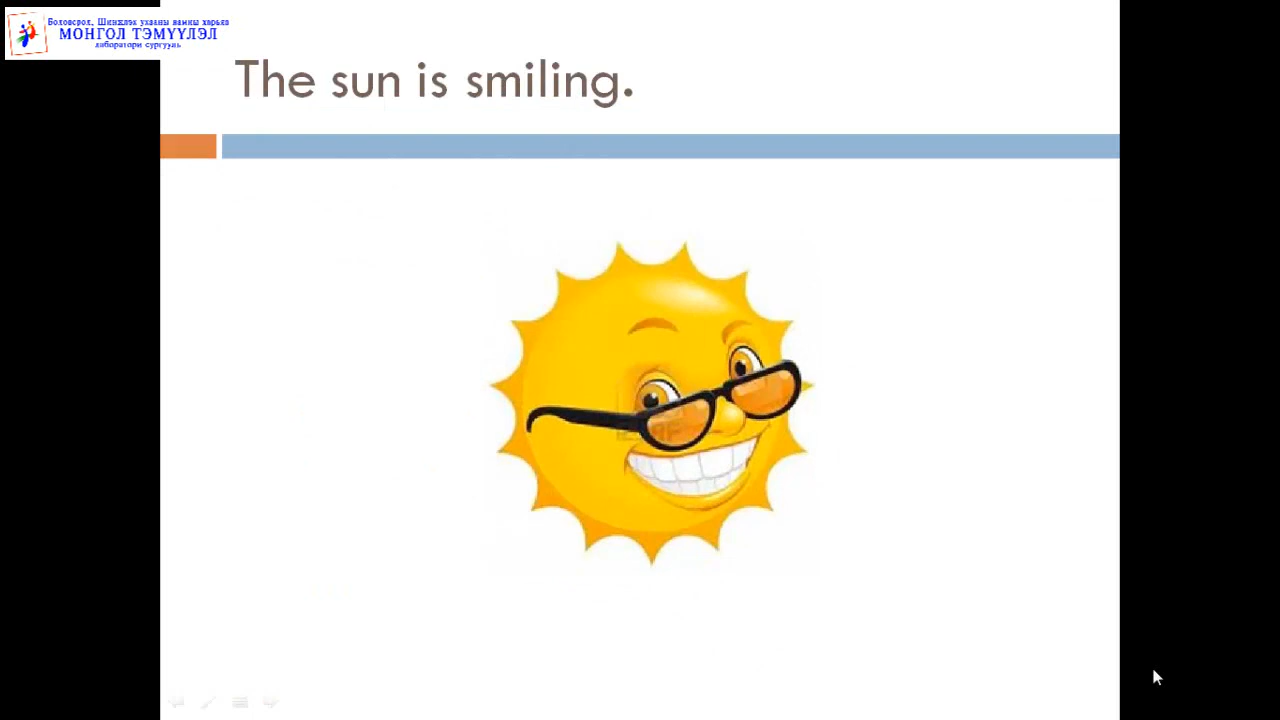 Боловсрол, Шинжлэх ухааны яамны харьяа
МОНГОЛ ТЭМҮҮЛЭЛ
лаборатори сургууль
The sun is smiling.